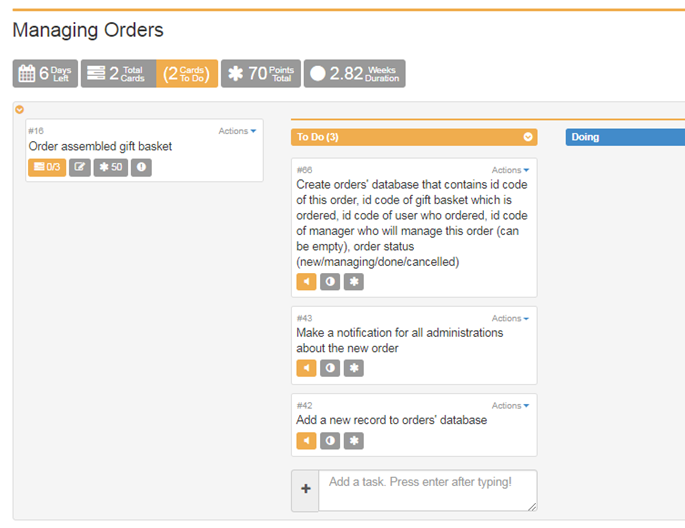 Managing Orders
6 Days Left
2 Total Cards
(2 Cards To Do)
70 Points Total
2.82 Weeks Duration
#16 Actions
Order assembled gift basket
0/3 50
To Do (3)
Doing
#66 Actions
Create orders' database that contains id code
of this order, id code of gift basket which is
ordered, id code of user who ordered, id code
of manager who will manage this order (can
be empty), order status
(new/managing/done/cancelled)
#43 Actions
Make a notification for all administrations
about the new order
#42 Actions
Add a new record to orders' database
Add a task. Press enter after typing!